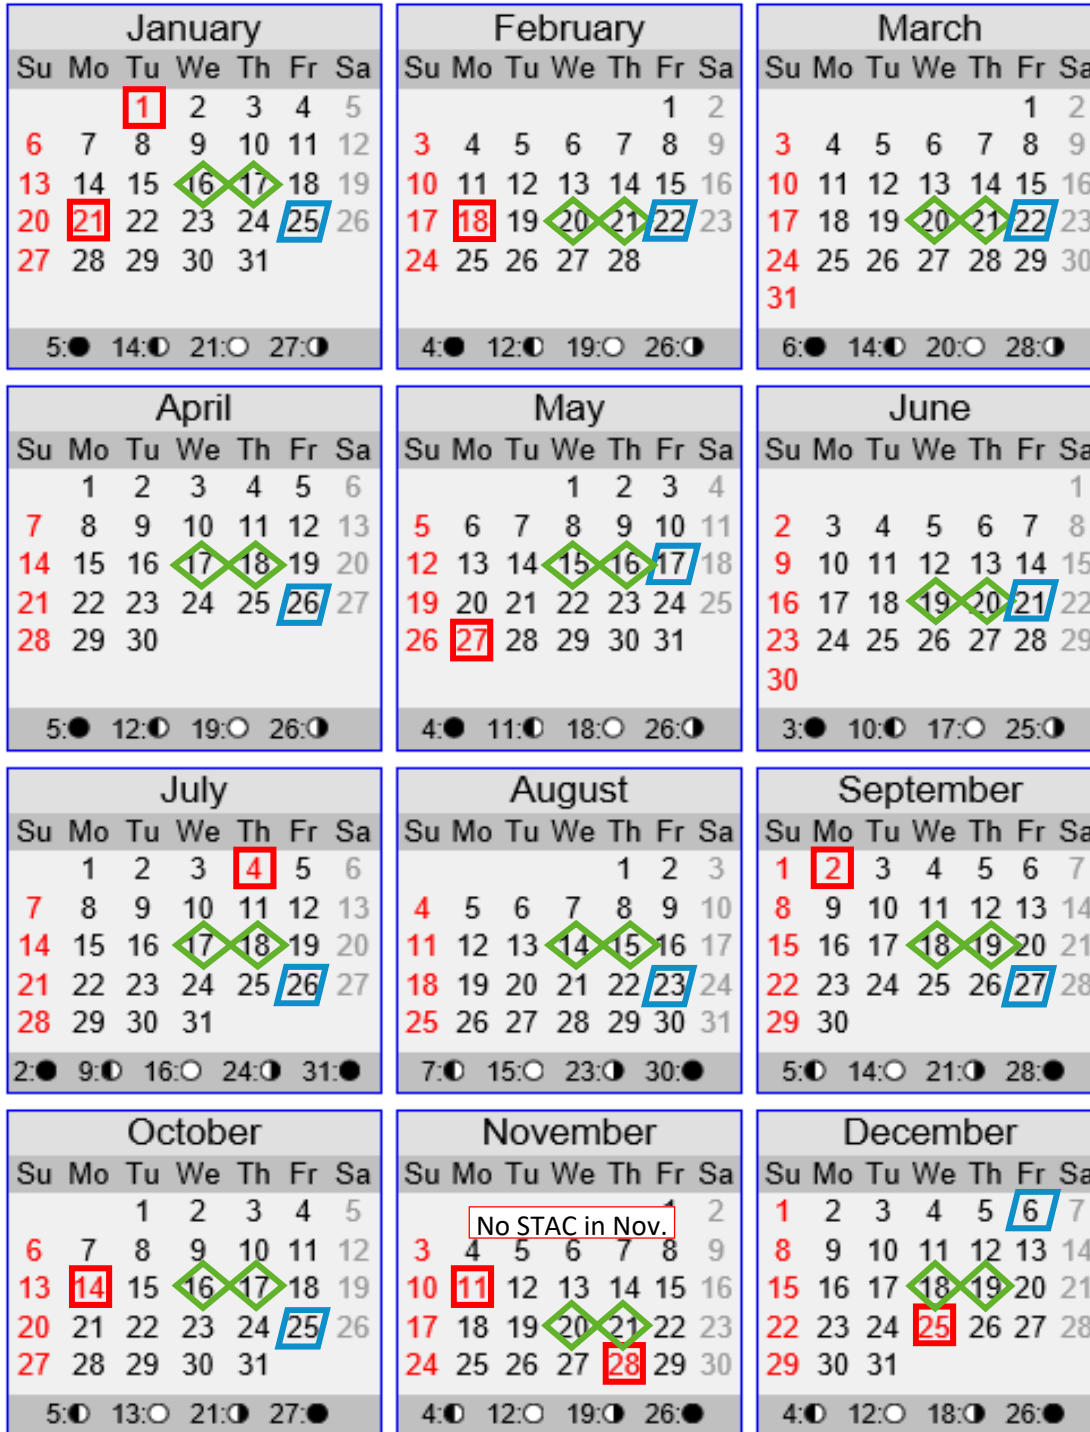 January
Su Mo Tu We Th Fr Sa
1 2 3 4 5
6 7 8 9 10 11 12
13 14 15 16 17 18 19
20 21 22 23 24 25 26
27 28 29 30 31
5: 14: 21: 27:
February
Su Mo Tu We Th Fr Sa
1 2
3 4 5 6 7 8 9
10 11 12 13 14 15 16
17 18 19 20 21 22 23
24 25 26 27 28
4: 12: 19: 26:
March
Su Mo Tu We Th Fr Sa
1 2
3 4 5 6 7 8 9
10 11 12 13 14 15 16
17 18 19 20 21 22 23
24 25 26 27 28 29 30
31
6: 14: 20: 28:
April
Su Mo Tu We Th Fr Sa
1 2 3 4 5 6
7 8 9 10 11 12 13
14 15 16 17 18 19 20
21 22 23 24 25 26 27
28 29 30
5: 12: 19: 26:
May
Su Mo Tu We Th Fr Sa
1 2 3 4
5 6 7 8 9 10 11
12 13 14 15 16 17 18
19 20 21 22 23 24 25
26 27 28 29 30 31
4: 11: 18: 26:
June
Su Mo Tu We Th Fr Sa
1
2 3 4 5 6 7 8
9 10 11 12 13 14 15
16 17 18 19 20 21 22
23 24 25 26 27 28 29
30
3: 10: 17: 25:
July
Su Mo Tu We Th Fr Sa
1 2 3 4 5 6
7 8 9 10 11 12 13
14 15 16 17 18 19 20
21 22 23 24 25 26 27
28 29 30 31
2: 9: 16: 24: 31:
August
Su Mo Tu We Th Fr Sa
1 2 3
4 5 6 7 8 9 10
11 12 13 14 15 16 17
18 19 20 21 22 23 24
25 26 27 28 29 30 31
7: 15: 23: 30:
September
Su Mo Tu We Th Fr Sa
1 2 3 4 5 6 7
8 9 10 11 12 13 14
15 16 17 18 19 20 21
22 23 24 25 26 27 28
29 30
5: 14: 21: 28:
October
Su Mo Tu We Th Fr Sa
1 2 3 4 5
6 7 8 9 10 11 12
13 14 15 16 17 18 19
20 21 22 23 24 25 26
27 28 29 30 31
5: 13: 21: 27:
November
Su Mo Tu We Th Fr Sa
1 2
No STAC in Nov.
3 4 5 6 7 8 9
10 11 12 13 14 15 16
17 18 19 20 21 22 23
24 25 26 27 28 29 30
4: 12: 19: 26:
December
Su Mo Tu We Th Fr Sa
1 2 3 4 5 6 7
8 9 10 11 12 13 14
15 16 17 18 19 20 21
22 23 24 25 26 27 28
29 30 31
4: 12: 18: 26: